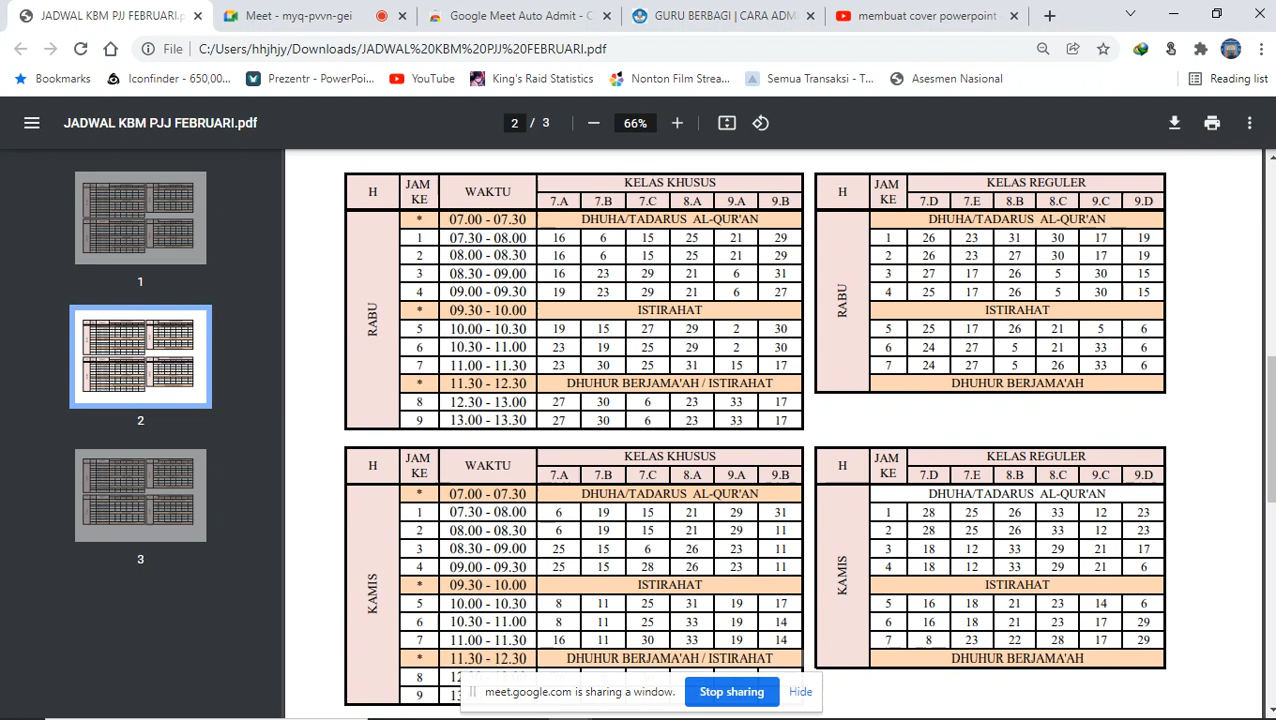 JADWAL KBM PJJ FEBRUARI.pdf
Meet - myq-pvvn-gei
Google Meet Auto Admit - C
GURU BERBAGI | CARA ADM
membuat cover powerpoint
File C:/Users/hhjhjy/Downloads/JADWAL%20KBM%20PJJ%20FEBRUARI.pdf
Bookmarks Iconfinder - 650,00... Prezentr - PowerPoi... YouTube King's Raid Statistics Nonton Film Strea... Semua Transaksi - T... Asesmen Nasional Reading list
JADWAL KBM PJJ FEBRUARI.pdf 2 / 3 66%
1
2
3
H JAM KE WAKTU KELAS KHUSUS
7.A 7.B 7.C 8.A 9.A 9.B
RABU
* 07.00 - 07.30 DHUHA/TADARUS AL-QUR'AN
1 07.30 - 08.00 16 6 15 25 21 29
2 08.00 - 08.30 16 6 15 25 21 29
3 08.30 - 09.00 16 23 29 21 6 31
4 09.00 - 09.30 19 23 29 21 6 27
* 09.30 - 10.00 ISTIRAHAT
5 10.00 - 10.30 19 15 27 29 2 30
6 10.30 - 11.00 23 19 25 29 2 30
7 11.00 - 11.30 23 30 25 31 15 17
* 11.30 - 12.30 DHUHUR BERJAMA'AH / ISTIRAHAT
8 12.30 - 13.00 27 30 6 23 33 17
9 13.00 - 13.30 27 30 6 23 33 17
H JAM KE KELAS REGULER
7.D 7.E 8.B 8.C 9.C 9.D
RABU
DHUHA/TADARUS AL-QUR'AN
1 26 23 31 30 17 19
2 26 23 27 30 17 19
3 27 17 26 5 30 15
4 25 17 26 5 30 15
ISTIRAHAT
5 25 17 26 21 5 6
6 24 27 5 21 33 6
7 24 27 5 26 33 6
DHUHUR BERJAMA'AH
H JAM KE WAKTU KELAS KHUSUS
7.A 7.B 7.C 8.A 9.A 9.B
KAMIS
* 07.00 - 07.30 DHUHA/TADARUS AL-QUR'AN
1 07.30 - 08.00 6 19 15 21 29 31
2 08.00 - 08.30 6 19 15 21 29 11
3 08.30 - 09.00 25 15 6 26 23 11
4 09.00 - 09.30 25 15 28 26 23 11
* 09.30 - 10.00 ISTIRAHAT
5 10.00 - 10.30 8 11 25 31 19 17
6 10.30 - 11.00 8 11 25 33 19 14
7 11.00 - 11.30 16 11 30 33 19 14
* 11.30 - 12.30 DHUHUR BERJAMA'AH / ISTIRAHAT
8
9
H JAM KE KELAS REGULER
7.D 7.E 8.B 8.C 9.C 9.D
KAMIS
DHUHA/TADARUS AL-QUR'AN
1 28 25 26 33 12 23
2 28 25 26 33 12 23
3 18 12 33 29 21 17
4 18 12 33 29 21 6
ISTIRAHAT
5 16 18 21 23 14 6
6 16 18 21 23 17 29
7 8 23 22 28 17 29
DHUHUR BERJAMA'AH
meet.google.com is sharing a window. Stop sharing Hide